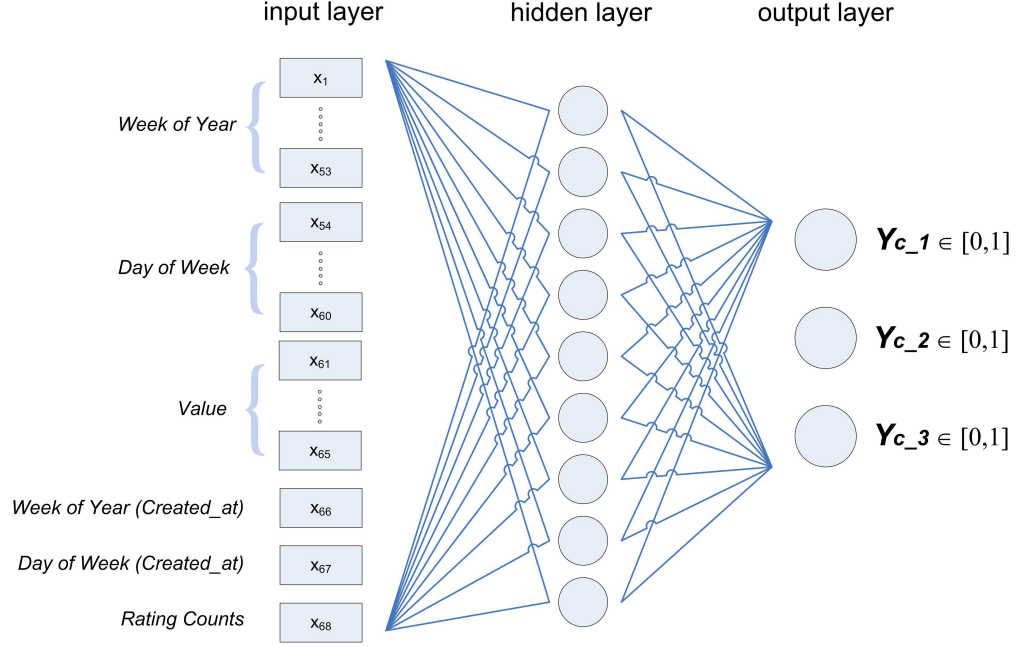 input layer
hidden layer
output layer
x1
Week of Year
x53
x54
Day of Week
x60
x61
Value
x65
Week of Year (Created_at)
x66
Day of Week (Created_at)
x67
Rating Counts
x68
Yc_1 ∈ [0,1]
Yc_2 ∈ [0,1]
Yc_3 ∈ [0,1]